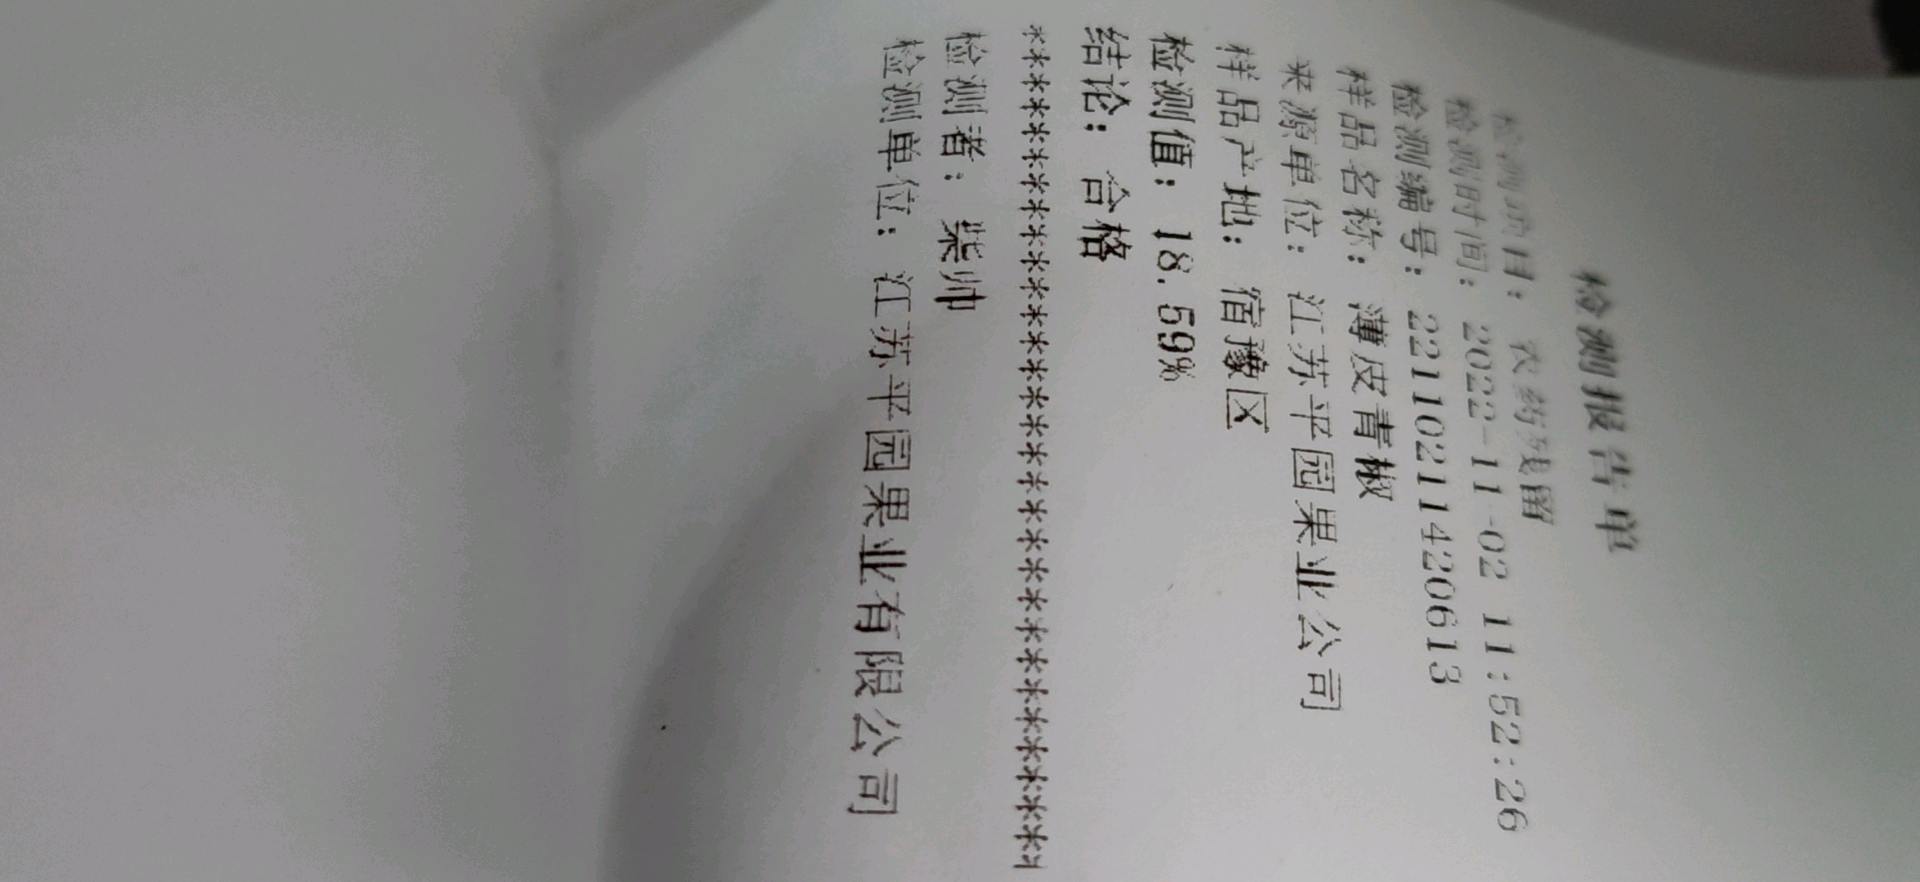 检测报告单
检测项目：农药残留
检测时间：2022-11-02 11:52:26
检测编号：22110211420613
样品名称：薄皮青椒
来源单位：江苏平园果业公司
样品产地：宿豫区
检测值：18.59%
结论：合格
******************************
检测者：柴帅
检测单位：江苏平园果业有限公司